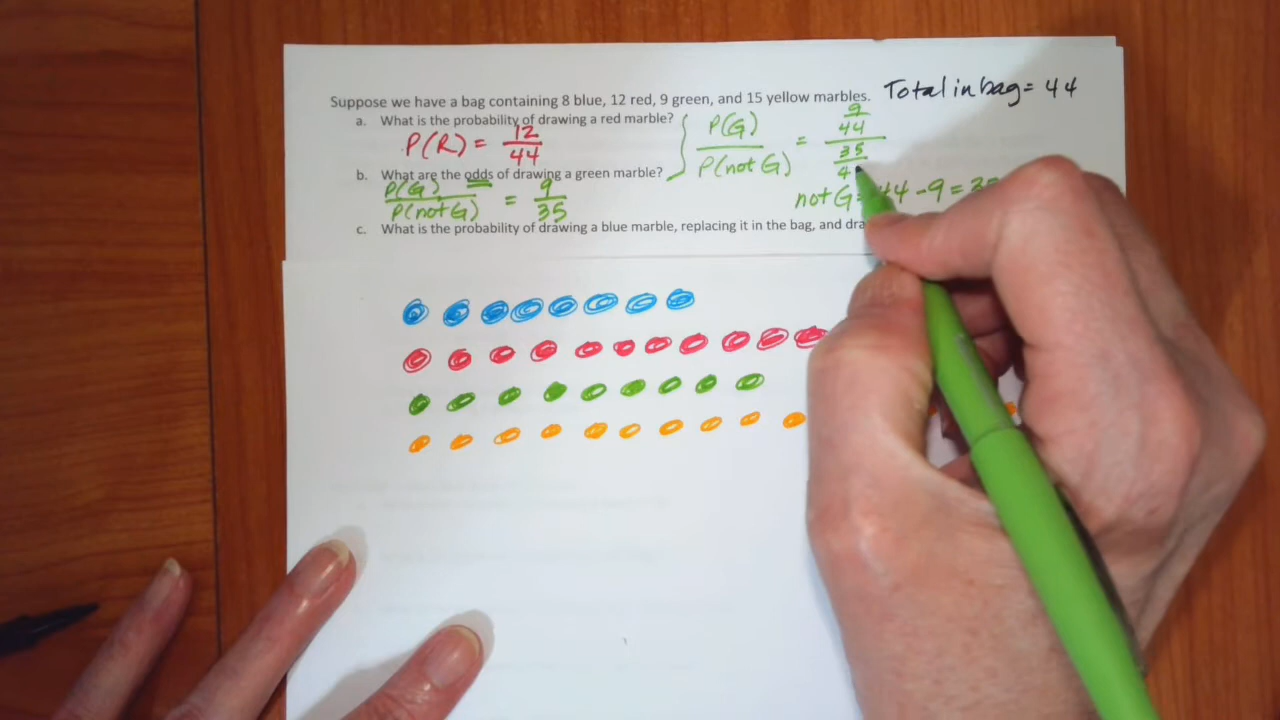 Suppose we have a bag containing 8 blue, 12 red, 9 green, and 15 yellow marbles. Total in bag = 44
a. What is the probability of drawing a red marble?
P(R) = 12/44
P(G)/P(not G) = 9/44 / 35/4
b. What are the odds of drawing a green marble?
P(G)/P(not G) = 9/35
not G = 44 - 9 = 35
c. What is the probability of drawing a blue marble, replacing it in the bag, and